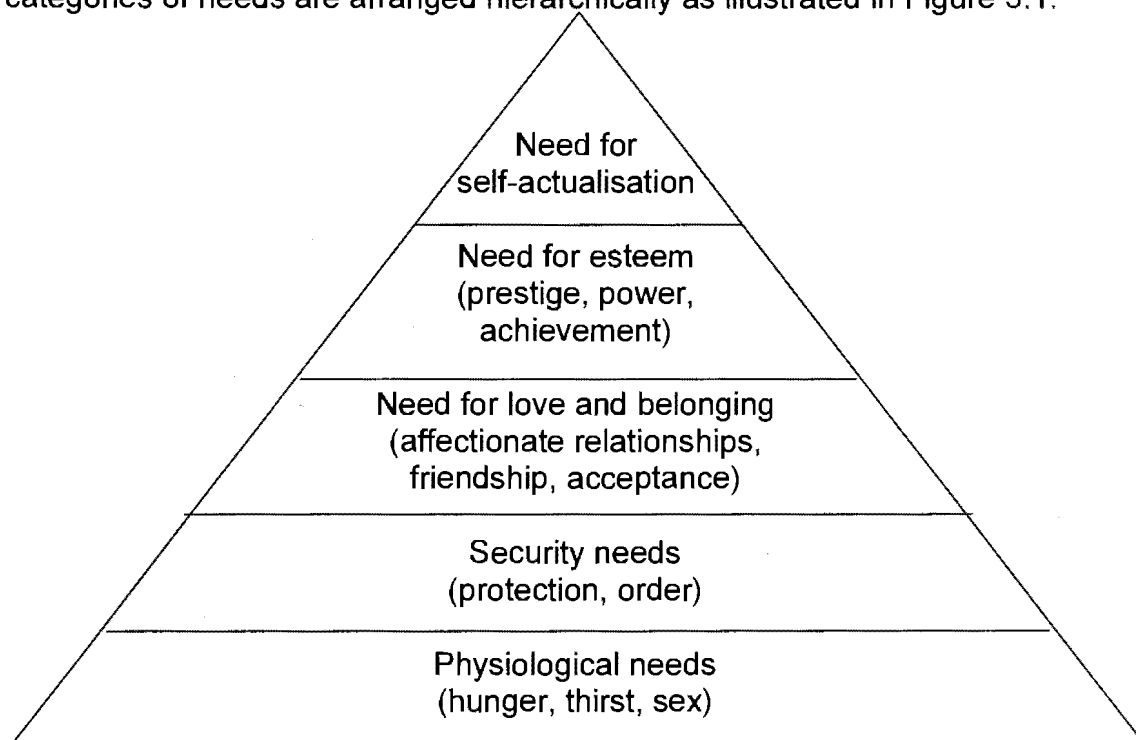 categories of needs are arranged hierarchically as illustrated in Figure 5.1.
Need for
self-actualisation
Need for esteem
(prestige, power,
achievement)
Need for love and belonging
(affectionate relationships,
friendship, acceptance)
Security needs
(protection, order)
Physiological needs
(hunger, thirst, sex)